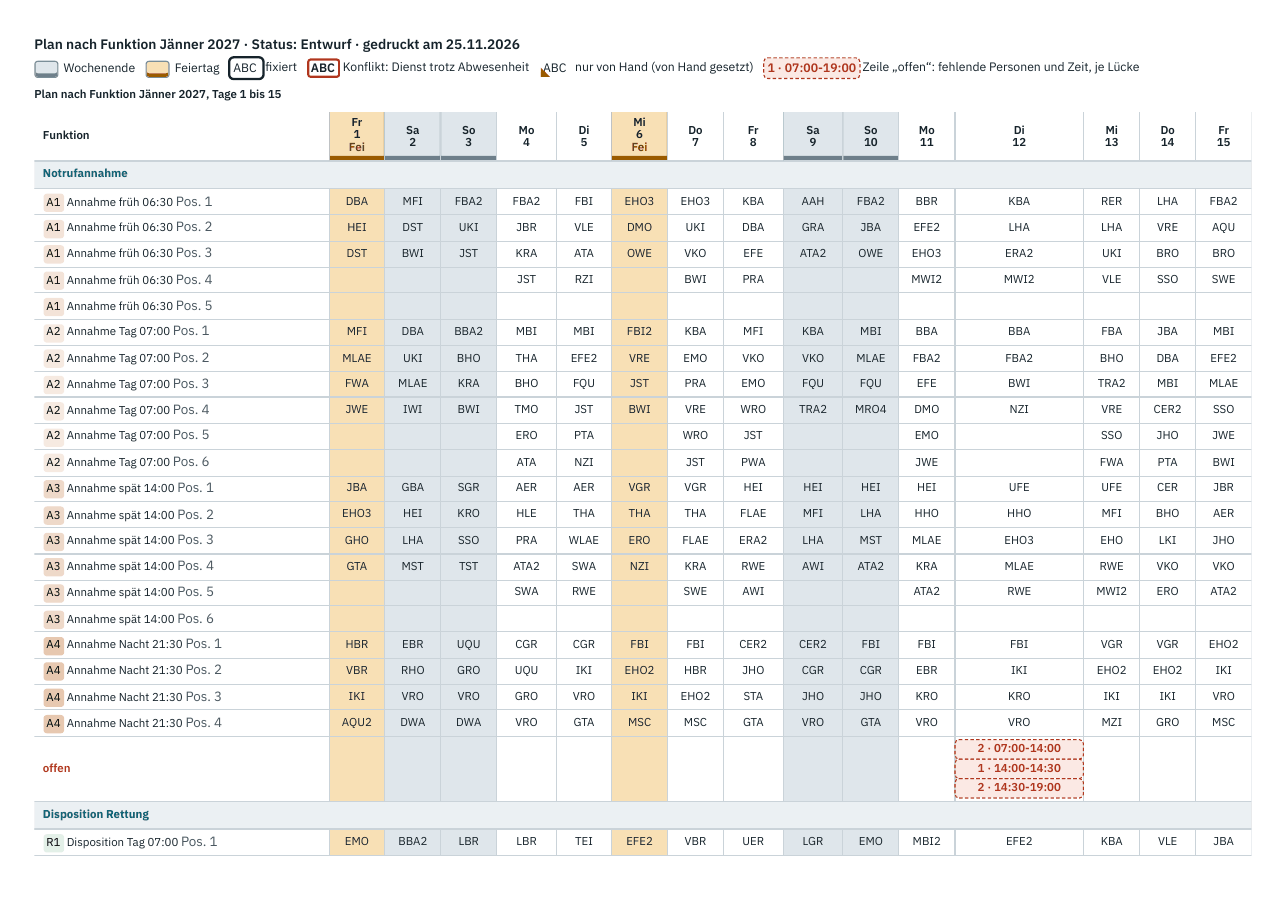 Plan nach Funktion Jänner 2027 · Status: Entwurf · gedruckt am 25.11.2026
Wochenende Feiertag ABC fixiert ABC Konflikt: Dienst trotz Abwesenheit ABC nur von Hand (von Hand gesetzt) 1 · 07:00-19:00 Zeile „offen“: fehlende Personen und Zeit, je Lücke
Plan nach Funktion Jänner 2027, Tage 1 bis 15
Funktion Fr 1 Fei Sa 2 So 3 Mo 4 Di 5 Mi 6 Fei Do 7 Fr 8 Sa 9 So 10 Mo 11 Di 12 Mi 13 Do 14 Fr 15
Notrufannahme
A1 Annahme früh 06:30 Pos. 1 DBA MFI FBA2 FBA2 FBI EHO3 EHO3 KBA AAH FBA2 BBR KBA RER LHA FBA2
A1 Annahme früh 06:30 Pos. 2 HEI DST UKI JBR VLE DMO UKI DBA GRA JBA EFE2 LHA LHA VRE AQU
A1 Annahme früh 06:30 Pos. 3 DST BWI JST KRA ATA OWE VKO EFE ATA2 OWE EHO3 ERA2 UKI BRO BRO
A1 Annahme früh 06:30 Pos. 4 JST RZI BWI PRA MWI2 MWI2 VLE SSO SWE
A1 Annahme früh 06:30 Pos. 5
A2 Annahme Tag 07:00 Pos. 1 MFI DBA BBA2 MBI MBI FBI2 KBA MFI KBA MBI BBA BBA FBA JBA MBI
A2 Annahme Tag 07:00 Pos. 2 MLAE UKI BHO THA EFE2 VRE EMO VKO VKO MLAE FBA2 FBA2 BHO DBA EFE2
A2 Annahme Tag 07:00 Pos. 3 FWA MLAE KRA BHO FQU JST PRA EMO FQU FQU EFE BWI TRA2 MBI MLAE
A2 Annahme Tag 07:00 Pos. 4 JWE IWI BWI TMO JST BWI VRE WRO TRA2 MRO4 DMO NZI VRE CER2 SSO
A2 Annahme Tag 07:00 Pos. 5 ERO PTA WRO JST EMO SSO JHO JWE
A2 Annahme Tag 07:00 Pos. 6 ATA NZI JST PWA JWE FWA PTA BWI
A3 Annahme spät 14:00 Pos. 1 JBA GBA SGR AER AER VGR VGR HEI HEI HEI HEI UFE UFE CER JBR
A3 Annahme spät 14:00 Pos. 2 EHO3 HEI KRO HLE THA THA THA FLAE MFI LHA HHO HHO MFI BHO AER
A3 Annahme spät 14:00 Pos. 3 GHO LHA SSO PRA WLAE ERO FLAE ERA2 LHA MST MLAE EHO3 EHO LKI JHO
A3 Annahme spät 14:00 Pos. 4 GTA MST TST ATA2 SWA NZI KRA RWE AWI ATA2 KRA MLAE RWE VKO VKO
A3 Annahme spät 14:00 Pos. 5 SWA RWE SWE AWI ATA2 RWE MWI2 ERO ATA2
A3 Annahme spät 14:00 Pos. 6
A4 Annahme Nacht 21:30 Pos. 1 HBR EBR UQU CGR CGR FBI FBI CER2 CER2 FBI FBI FBI VGR VGR EHO2
A4 Annahme Nacht 21:30 Pos. 2 VBR RHO GRO UQU IKI EHO2 HBR JHO CGR CGR EBR IKI EHO2 EHO2 IKI
A4 Annahme Nacht 21:30 Pos. 3 IKI VRO VRO GRO VRO IKI EHO2 STA JHO JHO KRO KRO IKI IKI VRO
A4 Annahme Nacht 21:30 Pos. 4 AQU2 DWA DWA VRO GTA MSC MSC GTA VRO GTA VRO VRO MZI GRO MSC
offen
2 · 07:00-14:00
1 · 14:00-14:30
2 · 14:30-19:00
Disposition Rettung
R1 Disposition Tag 07:00 Pos. 1 EMO BBA2 LBR LBR TEI EFE2 VBR UER LGR EMO MBI2 EFE2 KBA VLE JBA